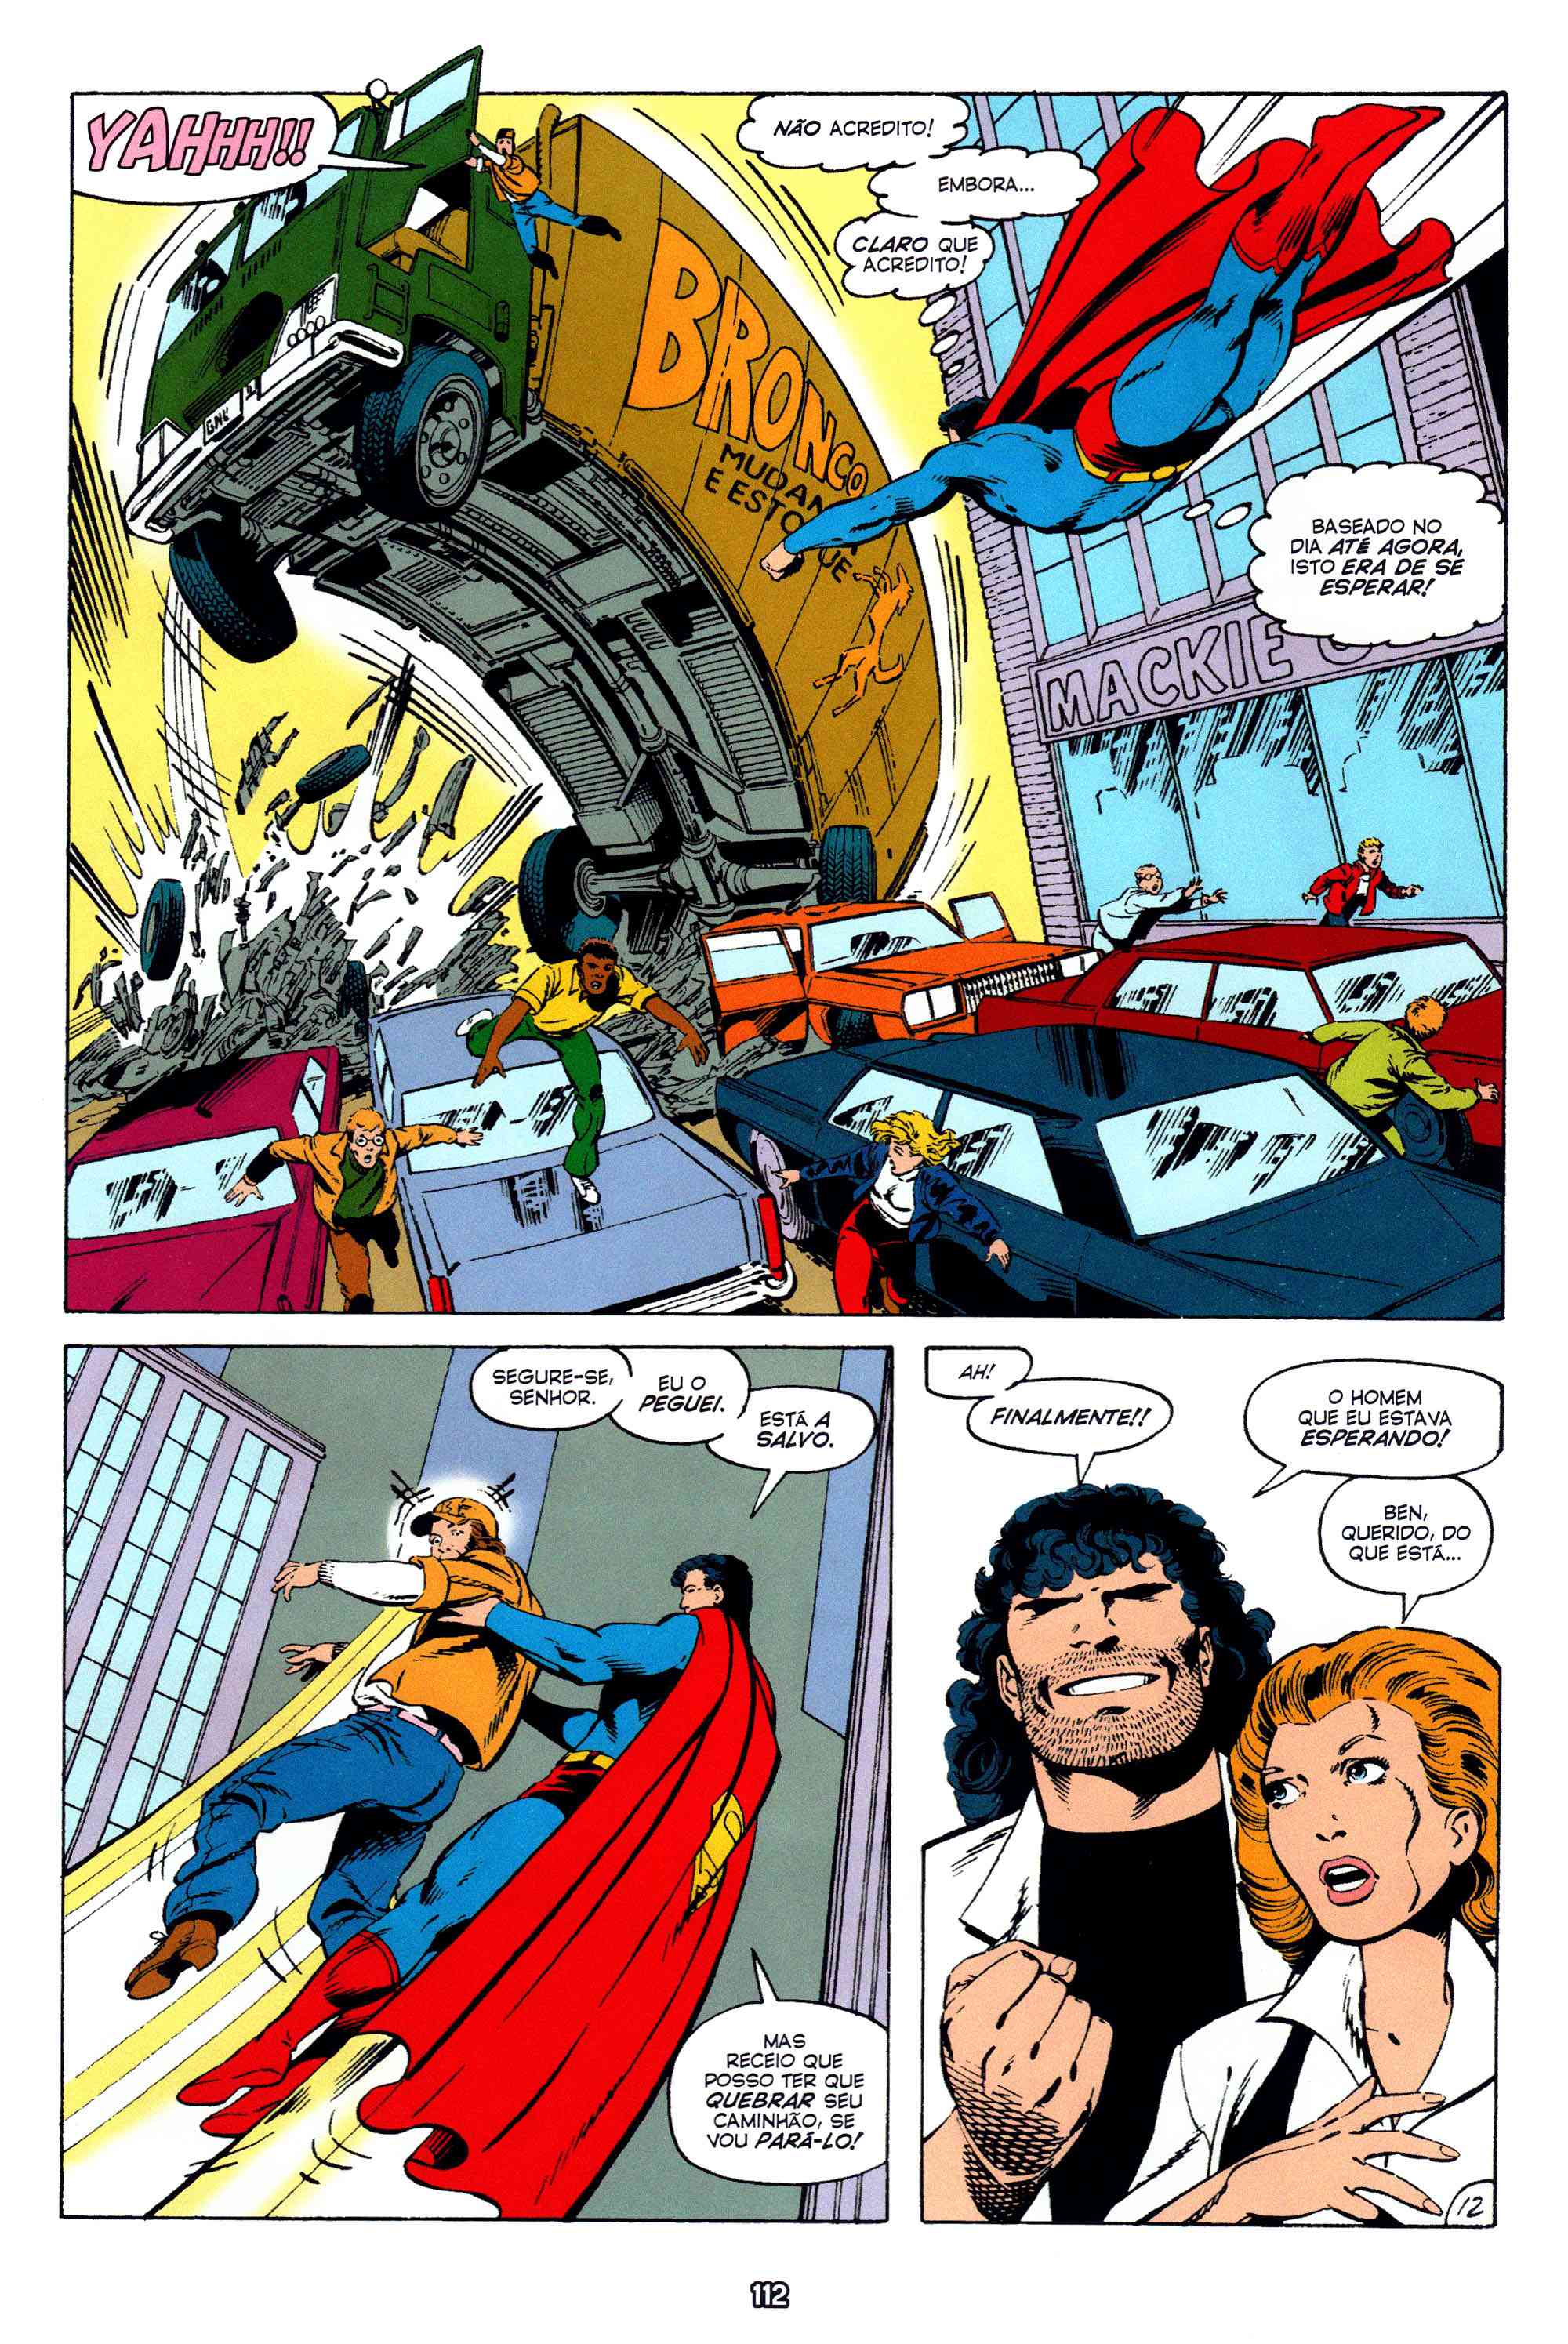 YAHHH!!
NÃO ACREDITO!
EMBORA...
CLARO QUE
ACREDITO!
BRONCO
MUDAN
E ESTOQUE
BASEADO NO
DIA ATÉ AGORA,
ISTO ERA DE SE
ESPERAR!
MACKIE
SEGURE-SE,
SENHOR.
EU O
PEGUEI.
ESTÁ A
SALVO.
MAS
RECEIO QUE
POSSO TER QUE
QUEBRAR SEU
CAMINHÃO, SE
VOU PARÁ-LO!
AH!
FINALMENTE!!
O HOMEM
QUE EU ESTAVA
ESPERANDO!
BEN,
QUERIDO, DO
QUE ESTÁ...
12
112